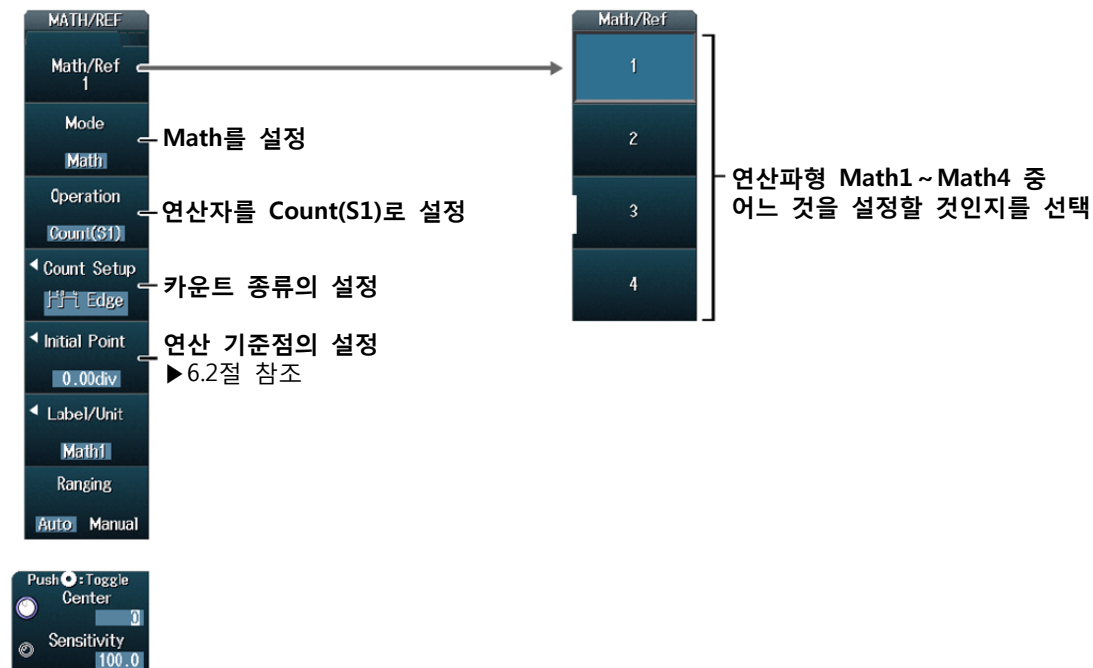 MATH/REF
Math/Ref
1
Mode
Math
Operation
Count(S1)
Count Setup
Edge
Initial Point
0.00div
Label/Unit
Math1
Ranging
Auto Manual
Push :Toggle
Center
0
Sensitivity
100.0
Math를 설정
연산자를 Count(S1)로 설정
카운트 종류의 설정
연산 기준점의 설정
▶6.2절 참조
Math/Ref
1
2
3
4
연산파형 Math1~Math4 중
어느 것을 설정할 것인지를 선택